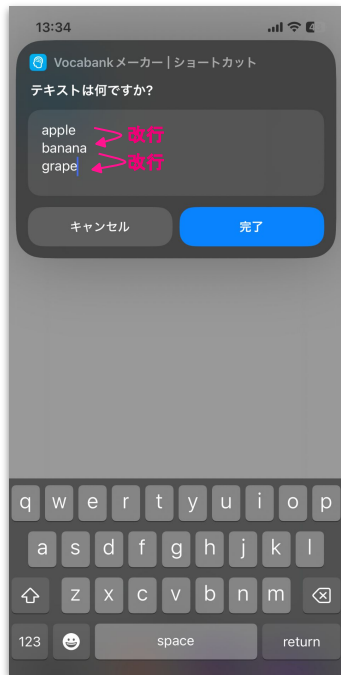 13:34
Vocabankメーカー | ショートカット
テキストは何ですか?
apple
改行
banana
改行
grape
キャンセル
完了
q w e r t y u i o p
a s d f g h j k l
z x c v b n m
123
space
return